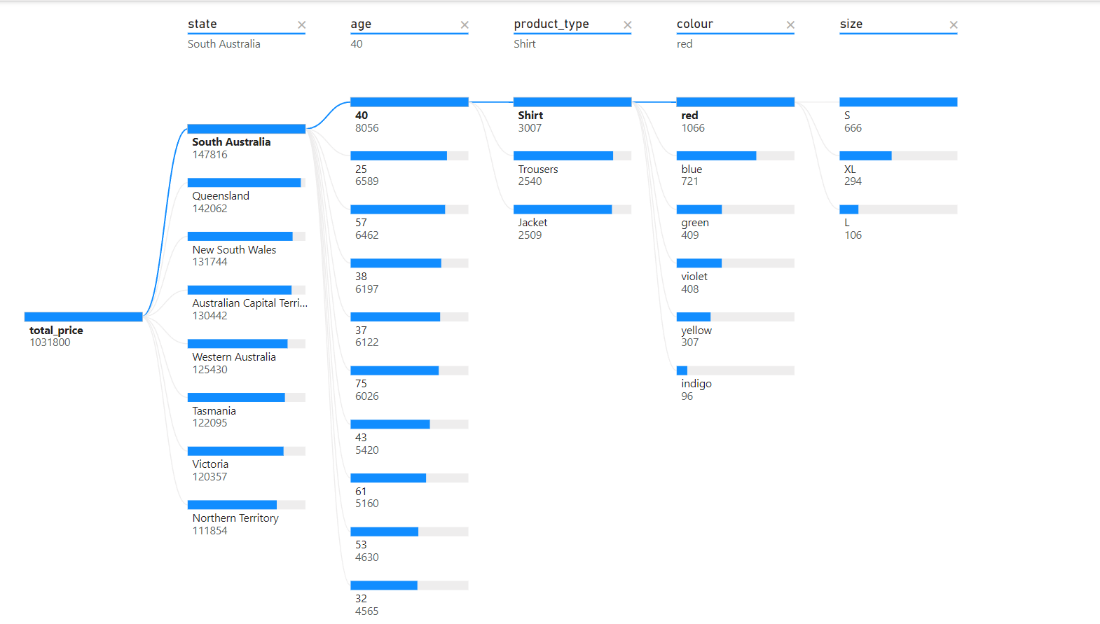 state ×
South Australia
age ×
40
product_type ×
Shirt
colour ×
red
size ×
total_price
1031800
South Australia
147816
Queensland
142062
New South Wales
131744
Australian Capital Terri...
130442
Western Australia
125430
Tasmania
122095
Victoria
120357
Northern Territory
111854
40
8056
25
6589
57
6462
38
6197
37
6122
75
6026
43
5420
61
5160
53
4630
32
4565
Shirt
3007
Trousers
2540
Jacket
2509
red
1066
blue
721
green
409
violet
408
yellow
307
indigo
96
S
666
XL
294
L
106